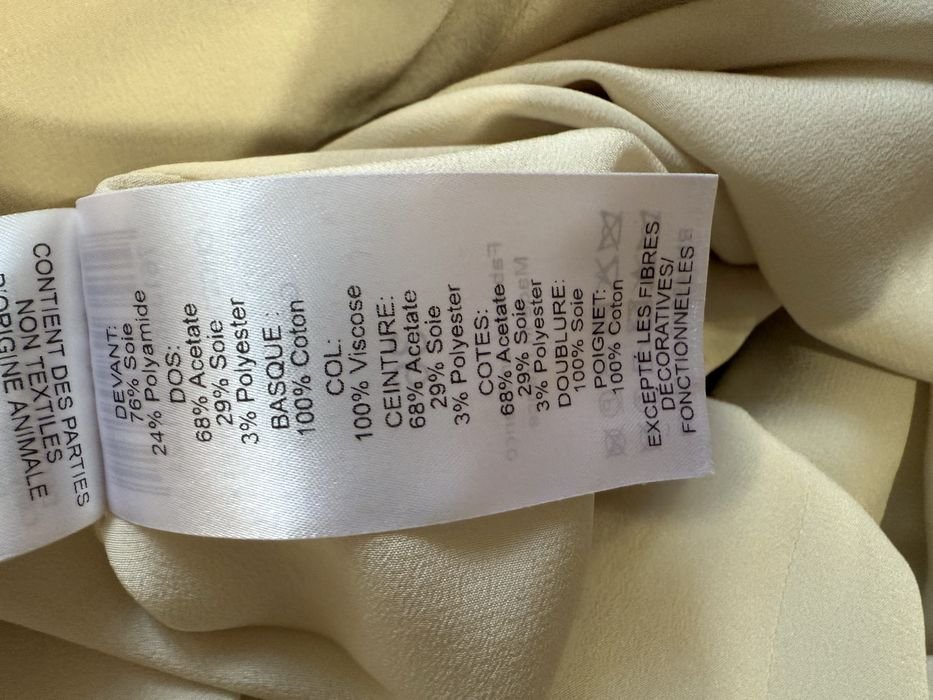 CONTIENT DES PARTIES
NON TEXTILES
D'ORIGINE ANIMALE
DEVANT:
76% Soie
24% Polyamide
DOS:
68% Acetate
29% Soie
3% Polyester
BASQUE :
100% Coton
COL:
100% Viscose
CEINTURE:
68% Acetate
29% Soie
3% Polyester
COTES:
68% Acetate
29% Soie
3% Polyester
DOUBLURE:
100% Soie
POIGNET:
100% Coton
EXCEPTÉ LES FIBRES
DÉCORATIVES/
FONCTIONNELLES